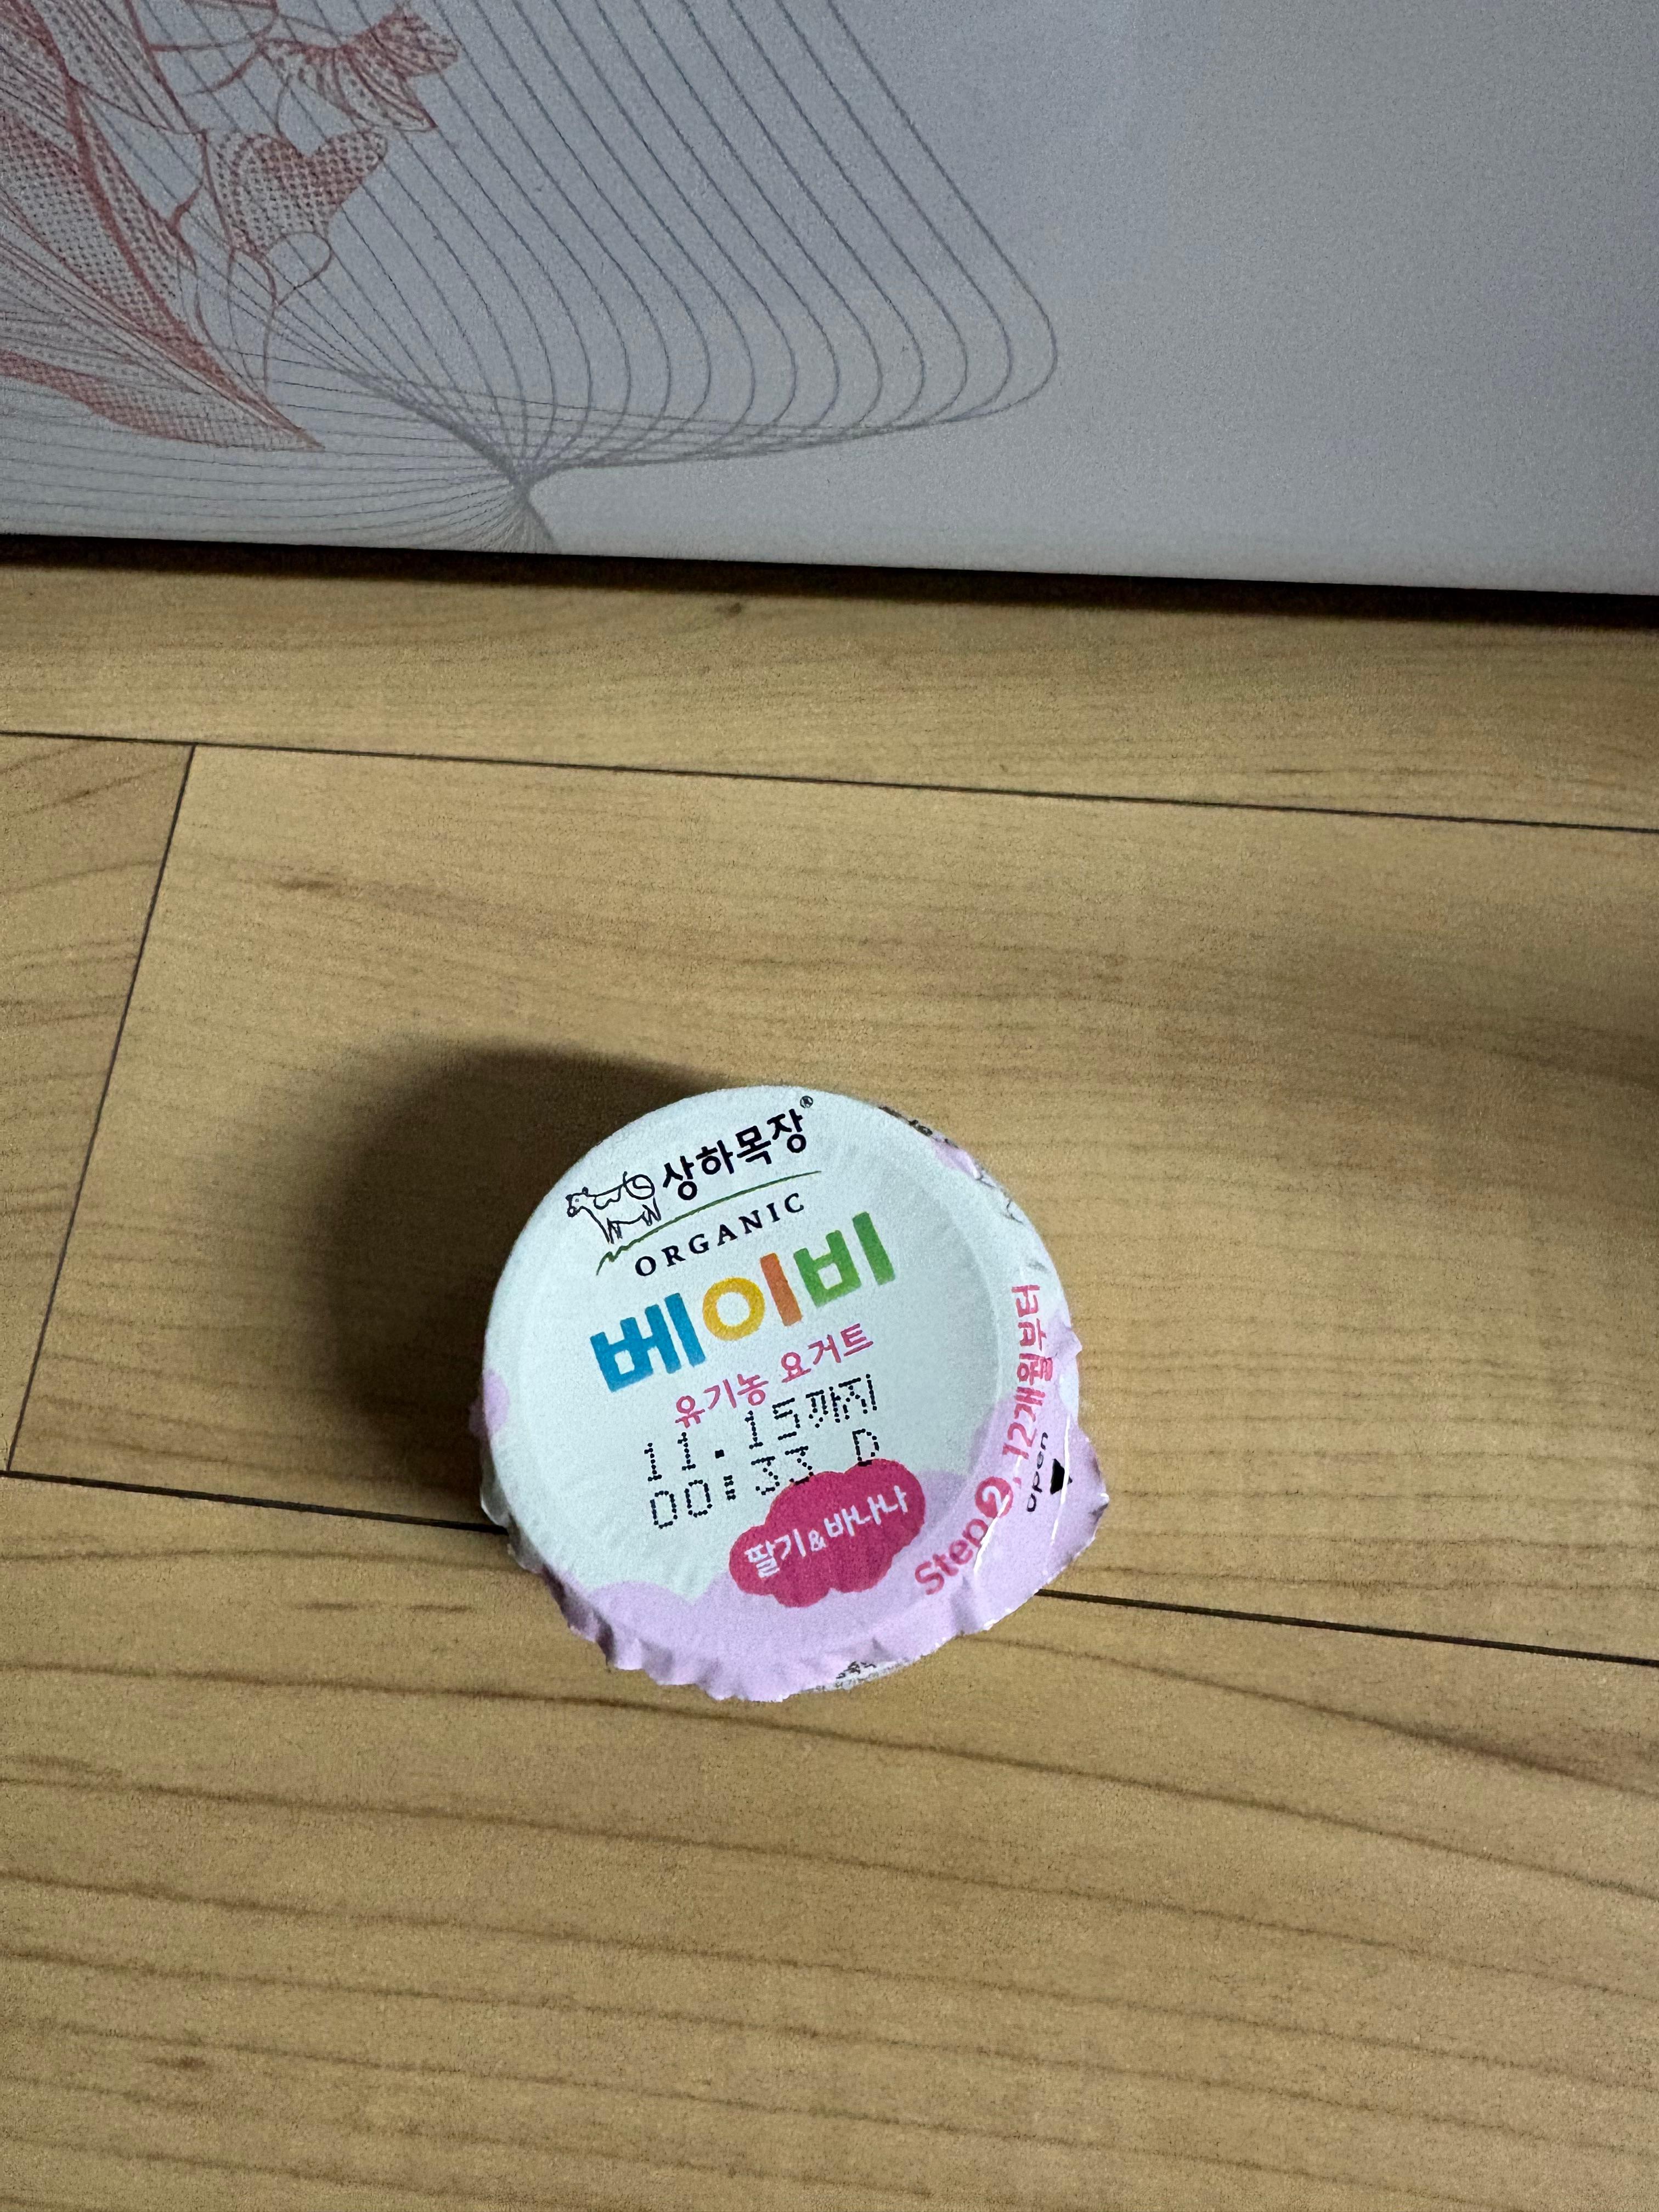 상하목장®
ORGANIC
베이비
유기농 요거트
11.15까지
00:33 D
딸기&바나나
Step 2, 12개월부터
open